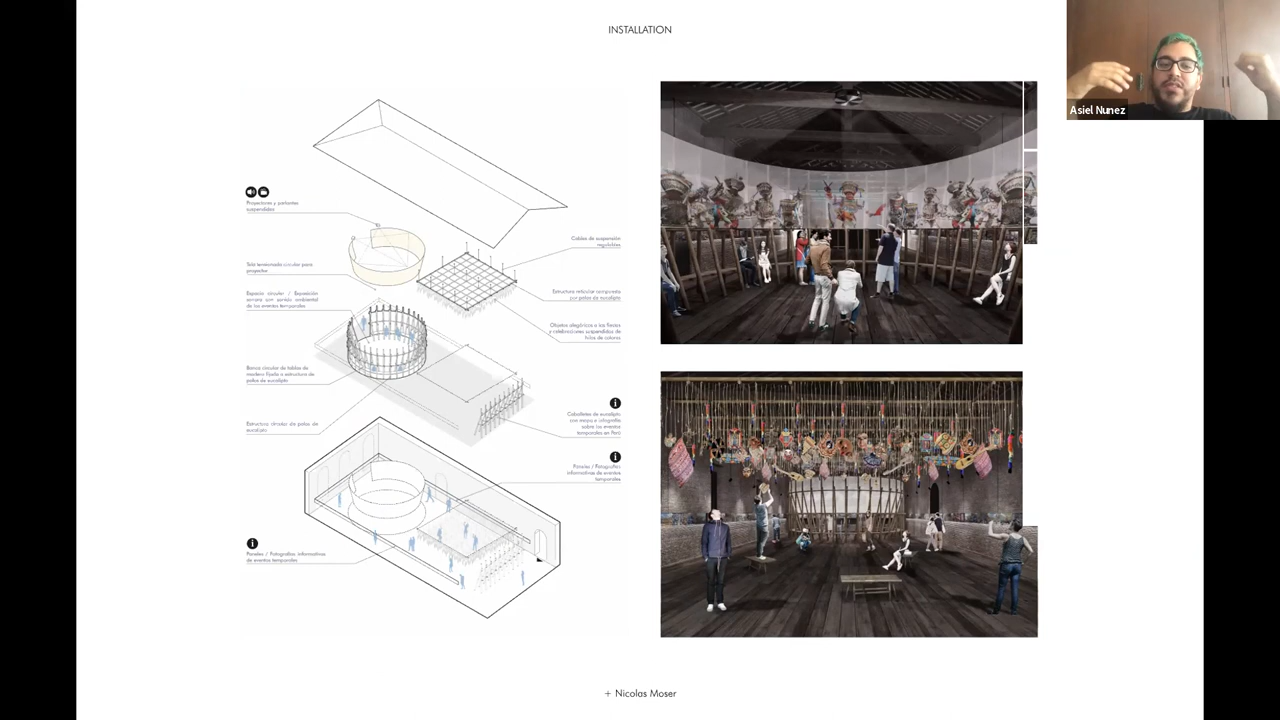 INSTALLATION
Asiel Nunez
Proyectores y parlantes
suspendidos
Cables de suspensión
regulables
Tela tensionada circular para
proyectar
Espacio circular / Exposición
sonora con sonido ambiental
de los eventos temporales
Estructura reticular compuesta
por palos de eucalipto
Objetos alegóricos a las fiestas
y celebraciones suspendidos de
hilos de colores
Banca circular de tablas de
madera fijada a estructura de
palos de eucalipto
Caballetes de eucalipto
con mapa e infografía
sobre los eventos
temporales en Perú
Estructura circular de palos de
eucalipto
Páneles / Fotografías
informativas de eventos
temporales
Páneles / Fotografías informativas
de eventos temporales
+ Nicolas Moser